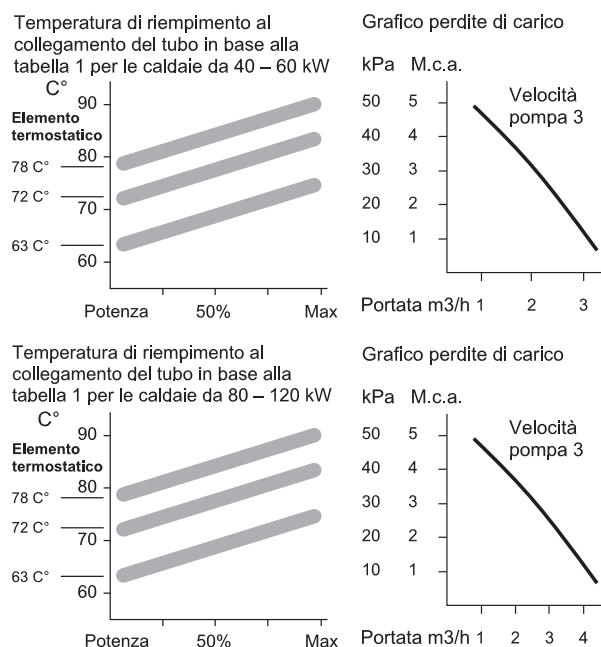 Temperatura di riempimento al
collegamento del tubo in base alla
tabella 1 per le caldaie da 40 – 60 kW
C°
Elemento
termostatico
90
80
70
60
78 C°
72 C°
63 C°
Potenza 50% Max
Grafico perdite di carico
kPa M.c.a.
50 5
40 4
30 3
20 2
10 1
Velocità
pompa 3
Portata m3/h 1 2 3
Temperatura di riempimento al
collegamento del tubo in base alla
tabella 1 per le caldaie da 80 – 120 kW
C°
Elemento
termostatico
90
80
70
60
78 C°
72 C°
63 C°
Potenza 50% Max
Grafico perdite di carico
kPa M.c.a.
50 5
40 4
30 3
20 2
10 1
Velocità
pompa 3
Portata m3/h 1 2 3 4